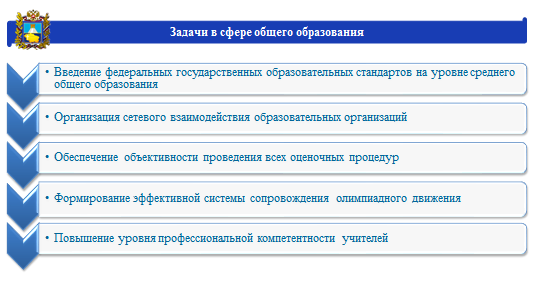 Задачи в сфере общего образования
• Введение федеральных государственных образовательных стандартов на уровне среднего
общего образования
• Организация сетевого взаимодействия образовательных организаций
• Обеспечение объективности проведения всех оценочных процедур
• Формирование эффективной системы сопровождения олимпиадного движения
• Повышение уровня профессиональной компетентности учителей